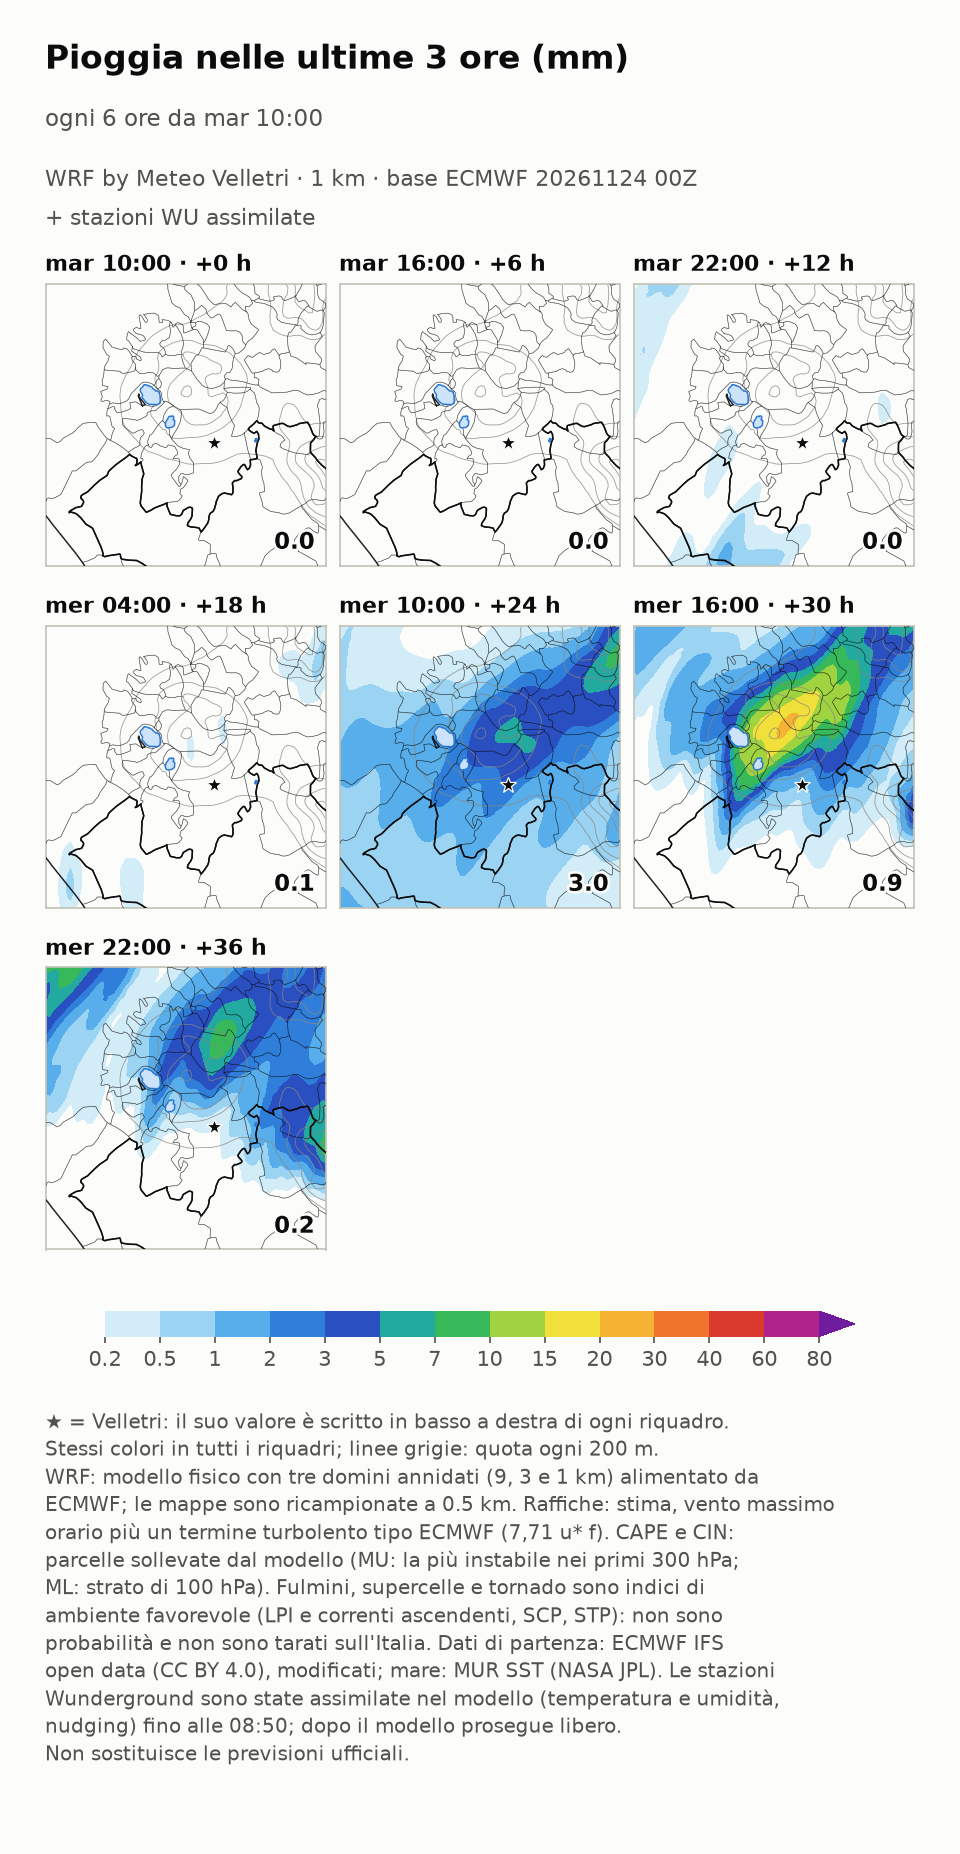 Pioggia nelle ultime 3 ore (mm)
ogni 6 ore da mar 10:00
WRF by Meteo Velletri · 1 km · base ECMWF 20261124 00Z
+ stazioni WU assimilate
mar 10:00 · +0 h
mar 16:00 · +6 h
mar 22:00 · +12 h
0.0
0.0
0.0
mer 04:00 · +18 h
mer 10:00 · +24 h
mer 16:00 · +30 h
0.1
3.0
0.9
mer 22:00 · +36 h
0.2
0.2 0.5 1 2 3 5 7 10 15 20 30 40 60 80
★ = Velletri: il suo valore è scritto in basso a destra di ogni riquadro.
Stessi colori in tutti i riquadri; linee grigie: quota ogni 200 m.
WRF: modello fisico con tre domini annidati (9, 3 e 1 km) alimentato da
ECMWF; le mappe sono ricampionate a 0.5 km. Raffiche: stima, vento massimo
orario più un termine turbolento tipo ECMWF (7,71 u* f). CAPE e CIN:
parcelle sollevate dal modello (MU: la più instabile nei primi 300 hPa;
ML: strato di 100 hPa). Fulmini, supercelle e tornado sono indici di
ambiente favorevole (LPI e correnti ascendenti, SCP, STP): non sono
probabilità e non sono tarati sull'Italia. Dati di partenza: ECMWF IFS
open data (CC BY 4.0), modificati; mare: MUR SST (NASA JPL). Le stazioni
Wunderground sono state assimilate nel modello (temperatura e umidità,
nudging) fino alle 08:50; dopo il modello prosegue libero.
Non sostituisce le previsioni ufficiali.